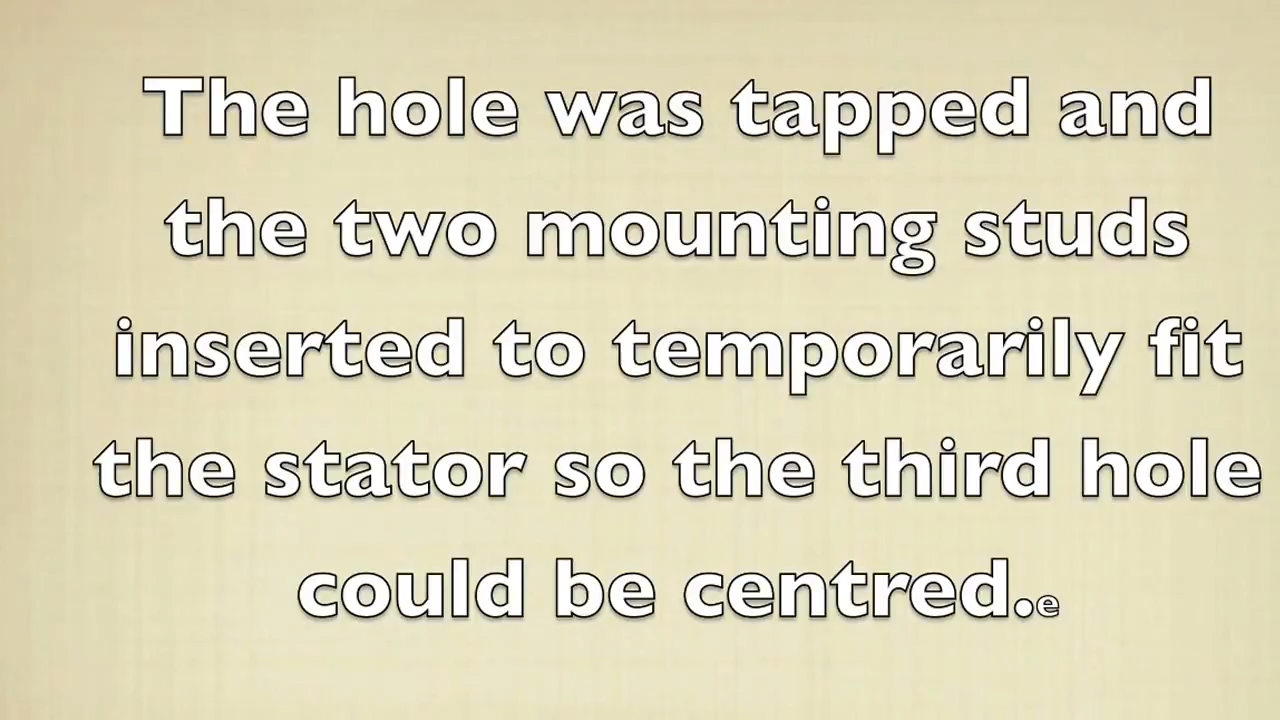 The hole was tapped and
the two mounting studs
inserted to temporarily fit
the stator so the third hole
could be centred.e